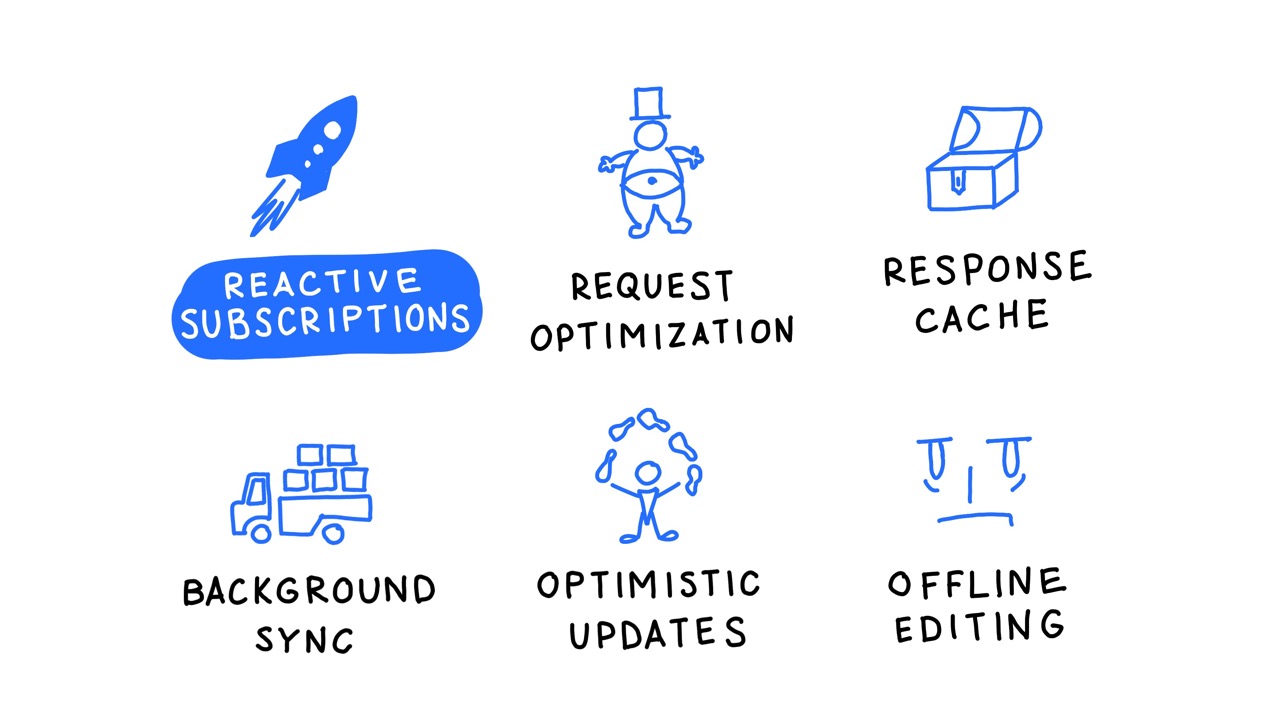 REACTIVE
SUBSCRIPTIONS
REQUEST
OPTIMIZATION
RESPONSE
CACHE
BACKGROUND
SYNC
OPTIMISTIC
UPDATES
OFFLINE
EDITING